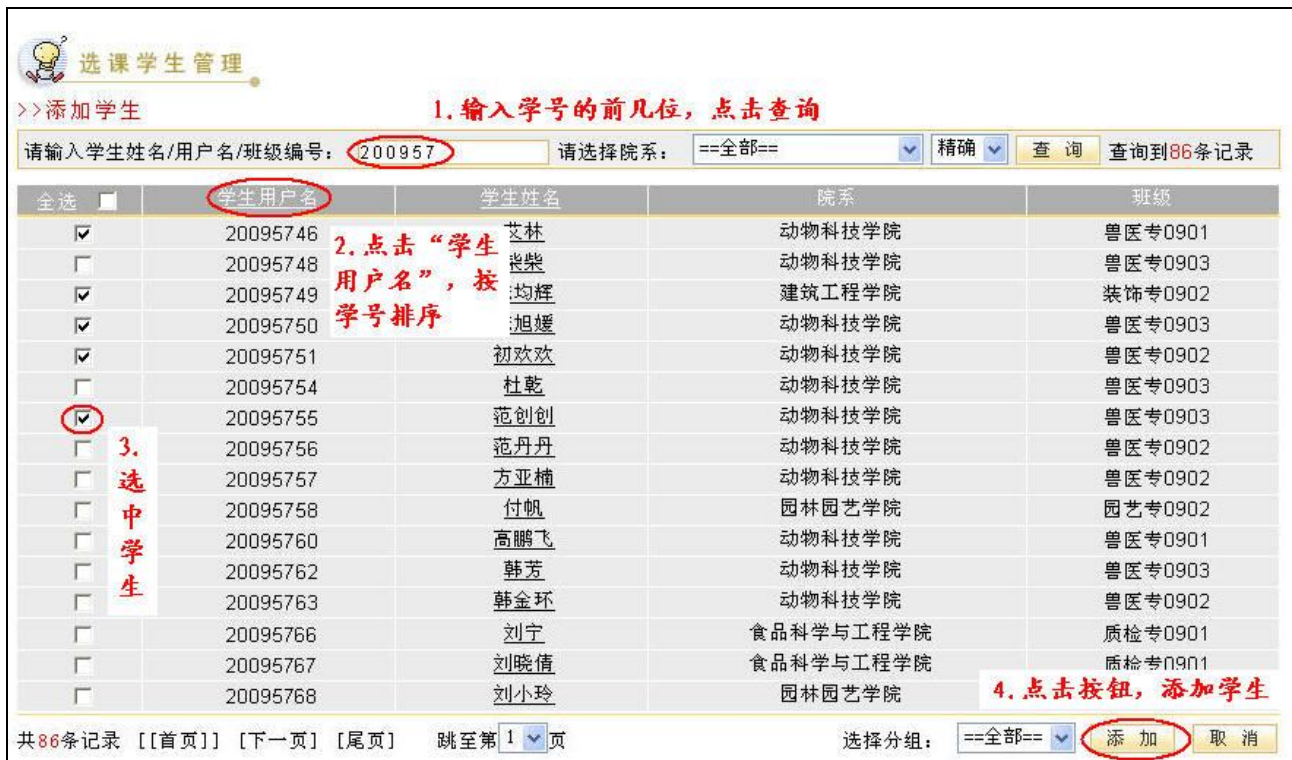 选课学生管理
>>添加学生
1.输入学号的前几位，点击查询
请输入学生姓名/用户名/班级编号： 200957 请选择院系： ==全部== 精确 查 询 查询到86条记录
全选 学生用户名 学生姓名 院系 班级
20095746 艾林 动物科技学院 兽医专0901
20095748 柴 动物科技学院 兽医专0903
20095749 均辉 建筑工程学院 装饰专0902
20095750 旭媛 动物科技学院 兽医专0903
2.点击“学生
用户名”，按
学号排序
20095751 初欢欢 动物科技学院 兽医专0902
20095754 杜乾 动物科技学院 兽医专0903
20095755 范创创 动物科技学院 兽医专0903
20095756 范丹丹 动物科技学院 兽医专0902
20095757 方亚楠 动物科技学院 兽医专0902
20095758 付帆 园林园艺学院 园艺专0902
20095760 高鹏飞 动物科技学院 兽医专0901
20095762 韩芳 动物科技学院 兽医专0903
20095763 韩金环 动物科技学院 兽医专0902
3.
选
中
学
生
20095766 刘宁 食品科学与工程学院 质检专0901
20095767 刘晓倩 食品科学与工程学院 质检专0901
20095768 刘小玲 园林园艺学院
4.点击按钮，添加学生
共86条记录 [[首页]] [下一页] [尾页] 跳至第 1 页 选择分组： ==全部== 添 加 取 消